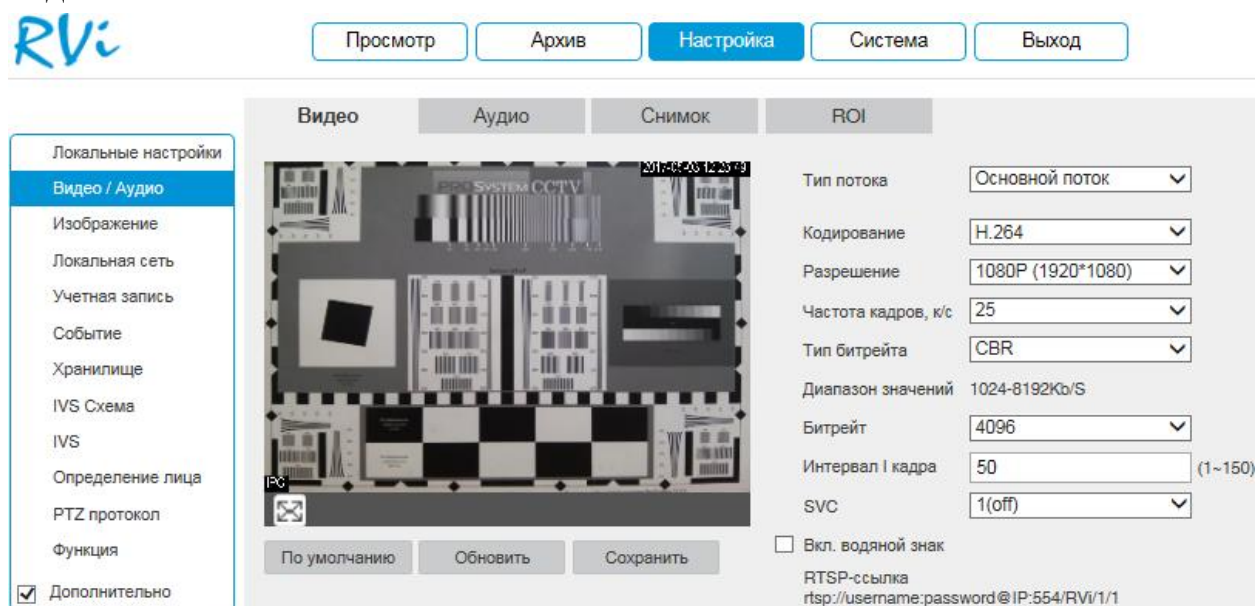 RVi
Просмотр Архив Настройка Система Выход
Видео Аудио Снимок ROI
Локальные настройки
Видео / Аудио
Изображение
Локальная сеть
Учетная запись
Событие
Хранилище
IVS Схема
IVS
Определение лица
PTZ протокол
Функция
Дополнительно
PROSYSTEM CCTV
IPC
По умолчанию Обновить Сохранить
Тип потока Основной поток
Кодирование H.264
Разрешение 1080P (1920*1080)
Частота кадров, к/с 25
Тип битрейта CBR
Диапазон значений 1024-8192Kb/S
Битрейт 4096
Интервал I кадра 50 (1~150)
SVC 1(off)
Вкл. водяной знак
RTSP-ссылка
rtsp://username:password@IP:554/RVi/1/1